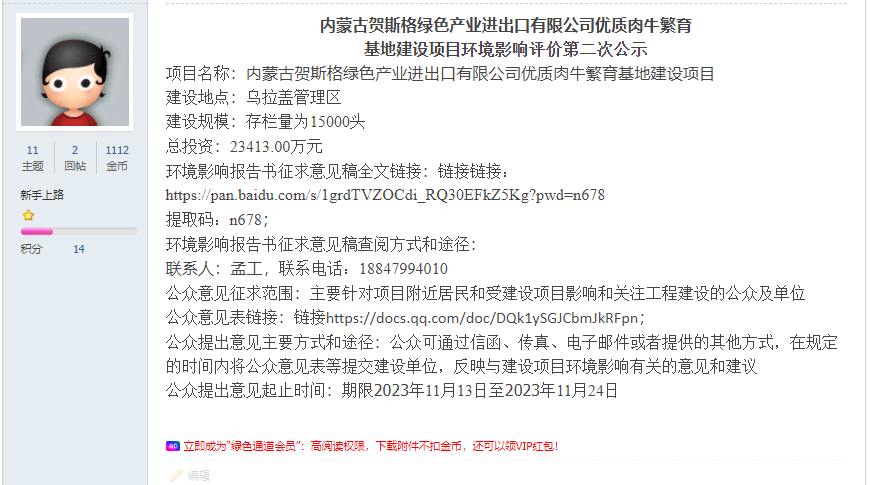 内蒙古贺斯格绿色产业进出口有限公司优质肉牛繁育
基地建设项目环境影响评价第二次公示
项目名称：内蒙古贺斯格绿色产业进出口有限公司优质肉牛繁育基地建设项目
建设地点：乌拉盖管理区
建设规模：存栏量为15000头
总投资：23413.00万元
环境影响报告书征求意见稿全文链接：链接链接：
https://pan.baidu.com/s/1grdTVZOCdi_RQ30EFkZ5Kg?pwd=n678
提取码：n678；
环境影响报告书征求意见稿查阅方式和途径：
联系人：孟工，联系电话：18847994010
公众意见征求范围：主要针对项目附近居民和受建设项目影响和关注工程建设的公众及单位
公众意见表链接：链接https://docs.qq.com/doc/DQk1ySGJCbmJkRFpn；
公众提出意见主要方式和途径：公众可通过信函、传真、电子邮件或者提供的其他方式，在规定
的时间内将公众意见表等提交建设单位，反映与建设项目环境影响有关的意见和建议
公众提出意见起止时间：期限2023年11月13日至2023年11月24日
11 2 1112
主题 回帖 金币
新手上路
积分 14
AD 立即成为"绿色通道会员"：高阅读权限，下载附件不扣金币，还可以领VIP红包！
编辑